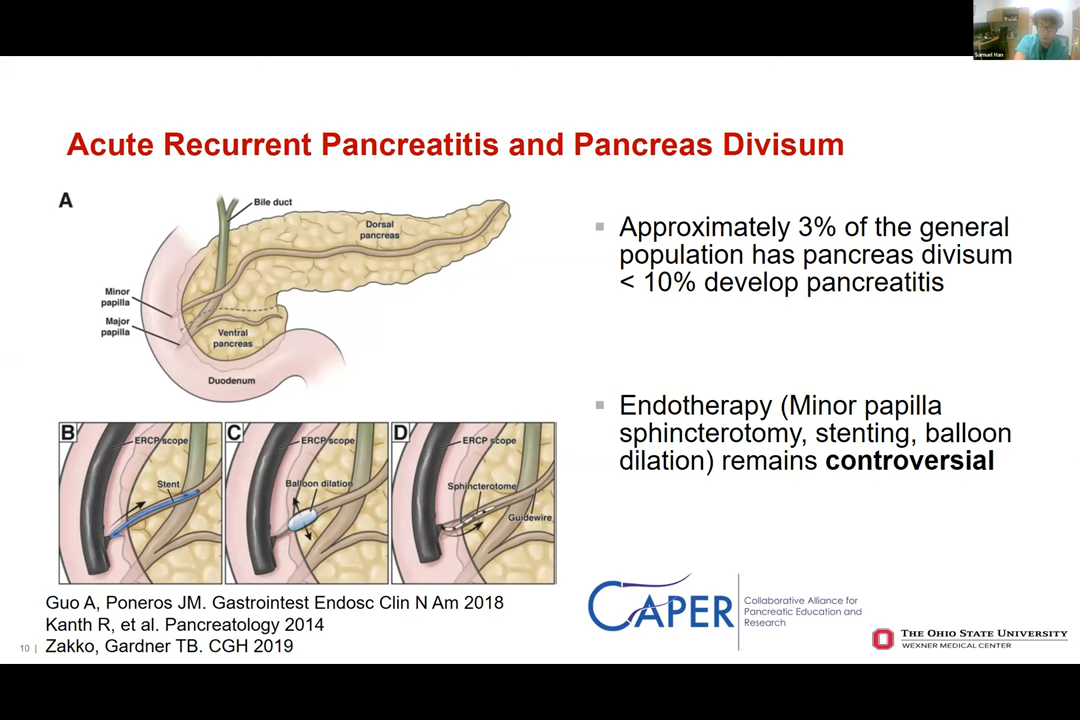 Samuel Han
Acute Recurrent Pancreatitis and Pancreas Divisum
A
Bile duct
Dorsal
pancreas
Minor
papilla
Major
papilla
Ventral
pancreas
Duodenum
B
ERCP scope
Stent
C
ERCP scope
Balloon dilation
D
ERCP scope
Sphincterotome
Guidewire
Guo A, Poneros JM. Gastrointest Endosc Clin N Am 2018
Kanth R, et al. Pancreatology 2014
Zakko, Gardner TB. CGH 2019
10 |
Approximately 3% of the general
population has pancreas divisum
< 10% develop pancreatitis
Endotherapy (Minor papilla
sphincterotomy, stenting, balloon
dilation) remains controversial
CAPER
Collaborative Alliance for
Pancreatic Education and
Research
THE OHIO STATE UNIVERSITY
WEXNER MEDICAL CENTER